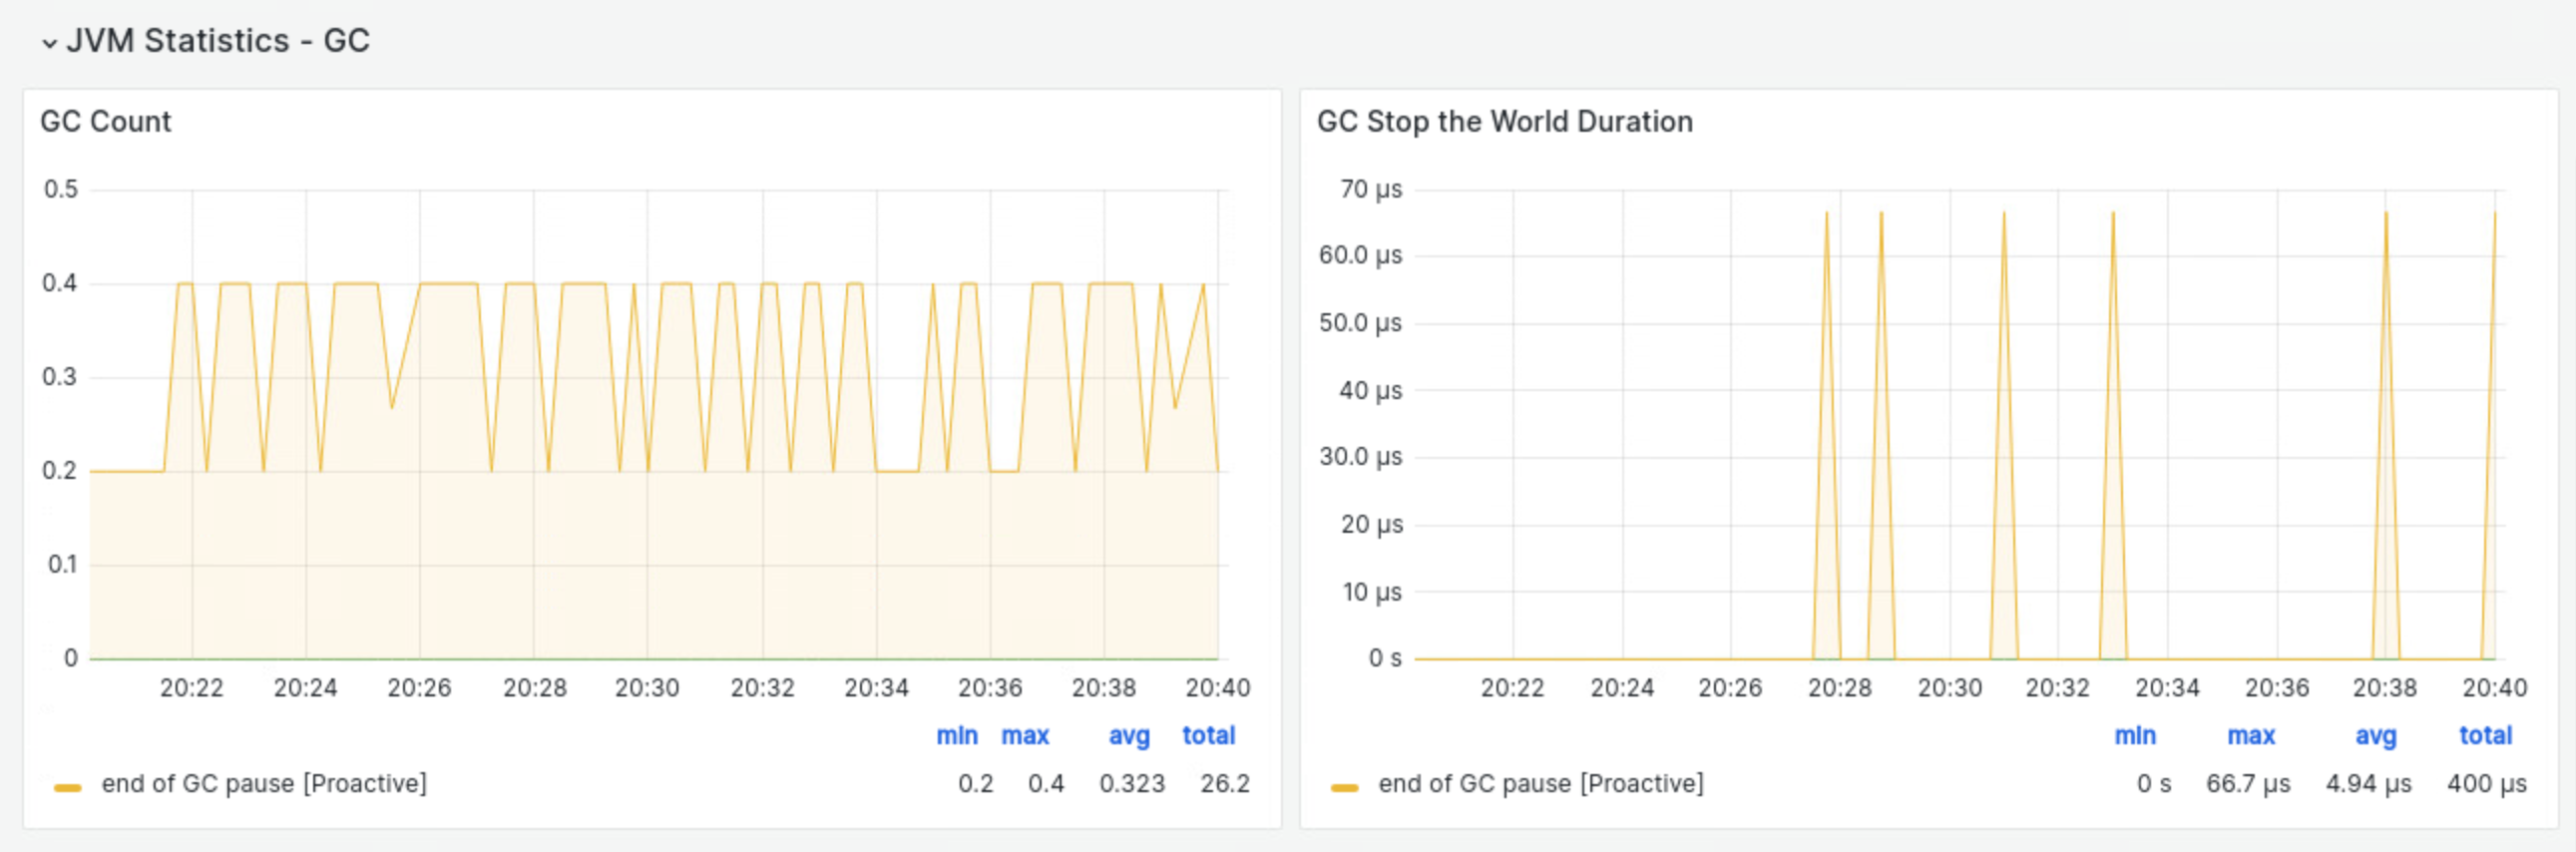 JVM Statistics - GC
GC Count
0.5
0.4
0.3
0.2
0.1
0
20:22 20:24 20:26 20:28 20:30 20:32 20:34 20:36 20:38 20:40
min max avg total
end of GC pause [Proactive] 0.2 0.4 0.323 26.2
GC Stop the World Duration
70 µs
60.0 µs
50.0 µs
40 µs
30.0 µs
20 µs
10 µs
0 s
20:22 20:24 20:26 20:28 20:30 20:32 20:34 20:36 20:38 20:40
min max avg total
end of GC pause [Proactive] 0 s 66.7 µs 4.94 µs 400 µs